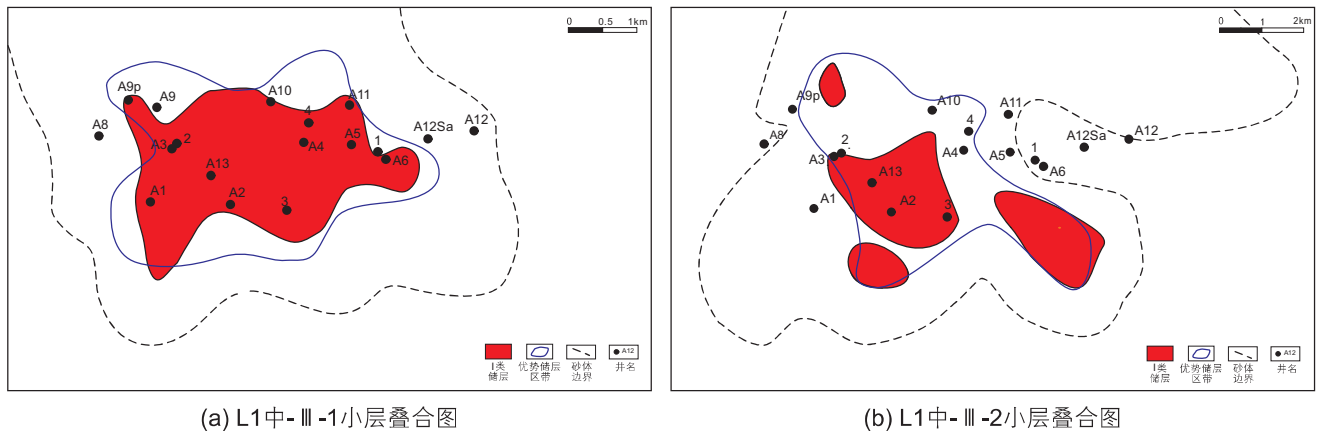 0 0.5 1km
A9p
A9
A10
A11
4
A12Sa
A12
A8
A3
2
A4
A5
1
A6
A13
A1
A2
3
Ⅰ类
储层
优势储层
区带
砂体
边界
A12
井名
(a) L1中-Ⅲ-1小层叠合图
0 1 2km
A9p
A10
A11
4
A12Sa
A12
A8
2
A3
A4
A5
1
A6
A13
A1
A2
3
Ⅰ类
储层
优势储层
区带
砂体
边界
A12
井名
(b) L1中-Ⅲ-2小层叠合图